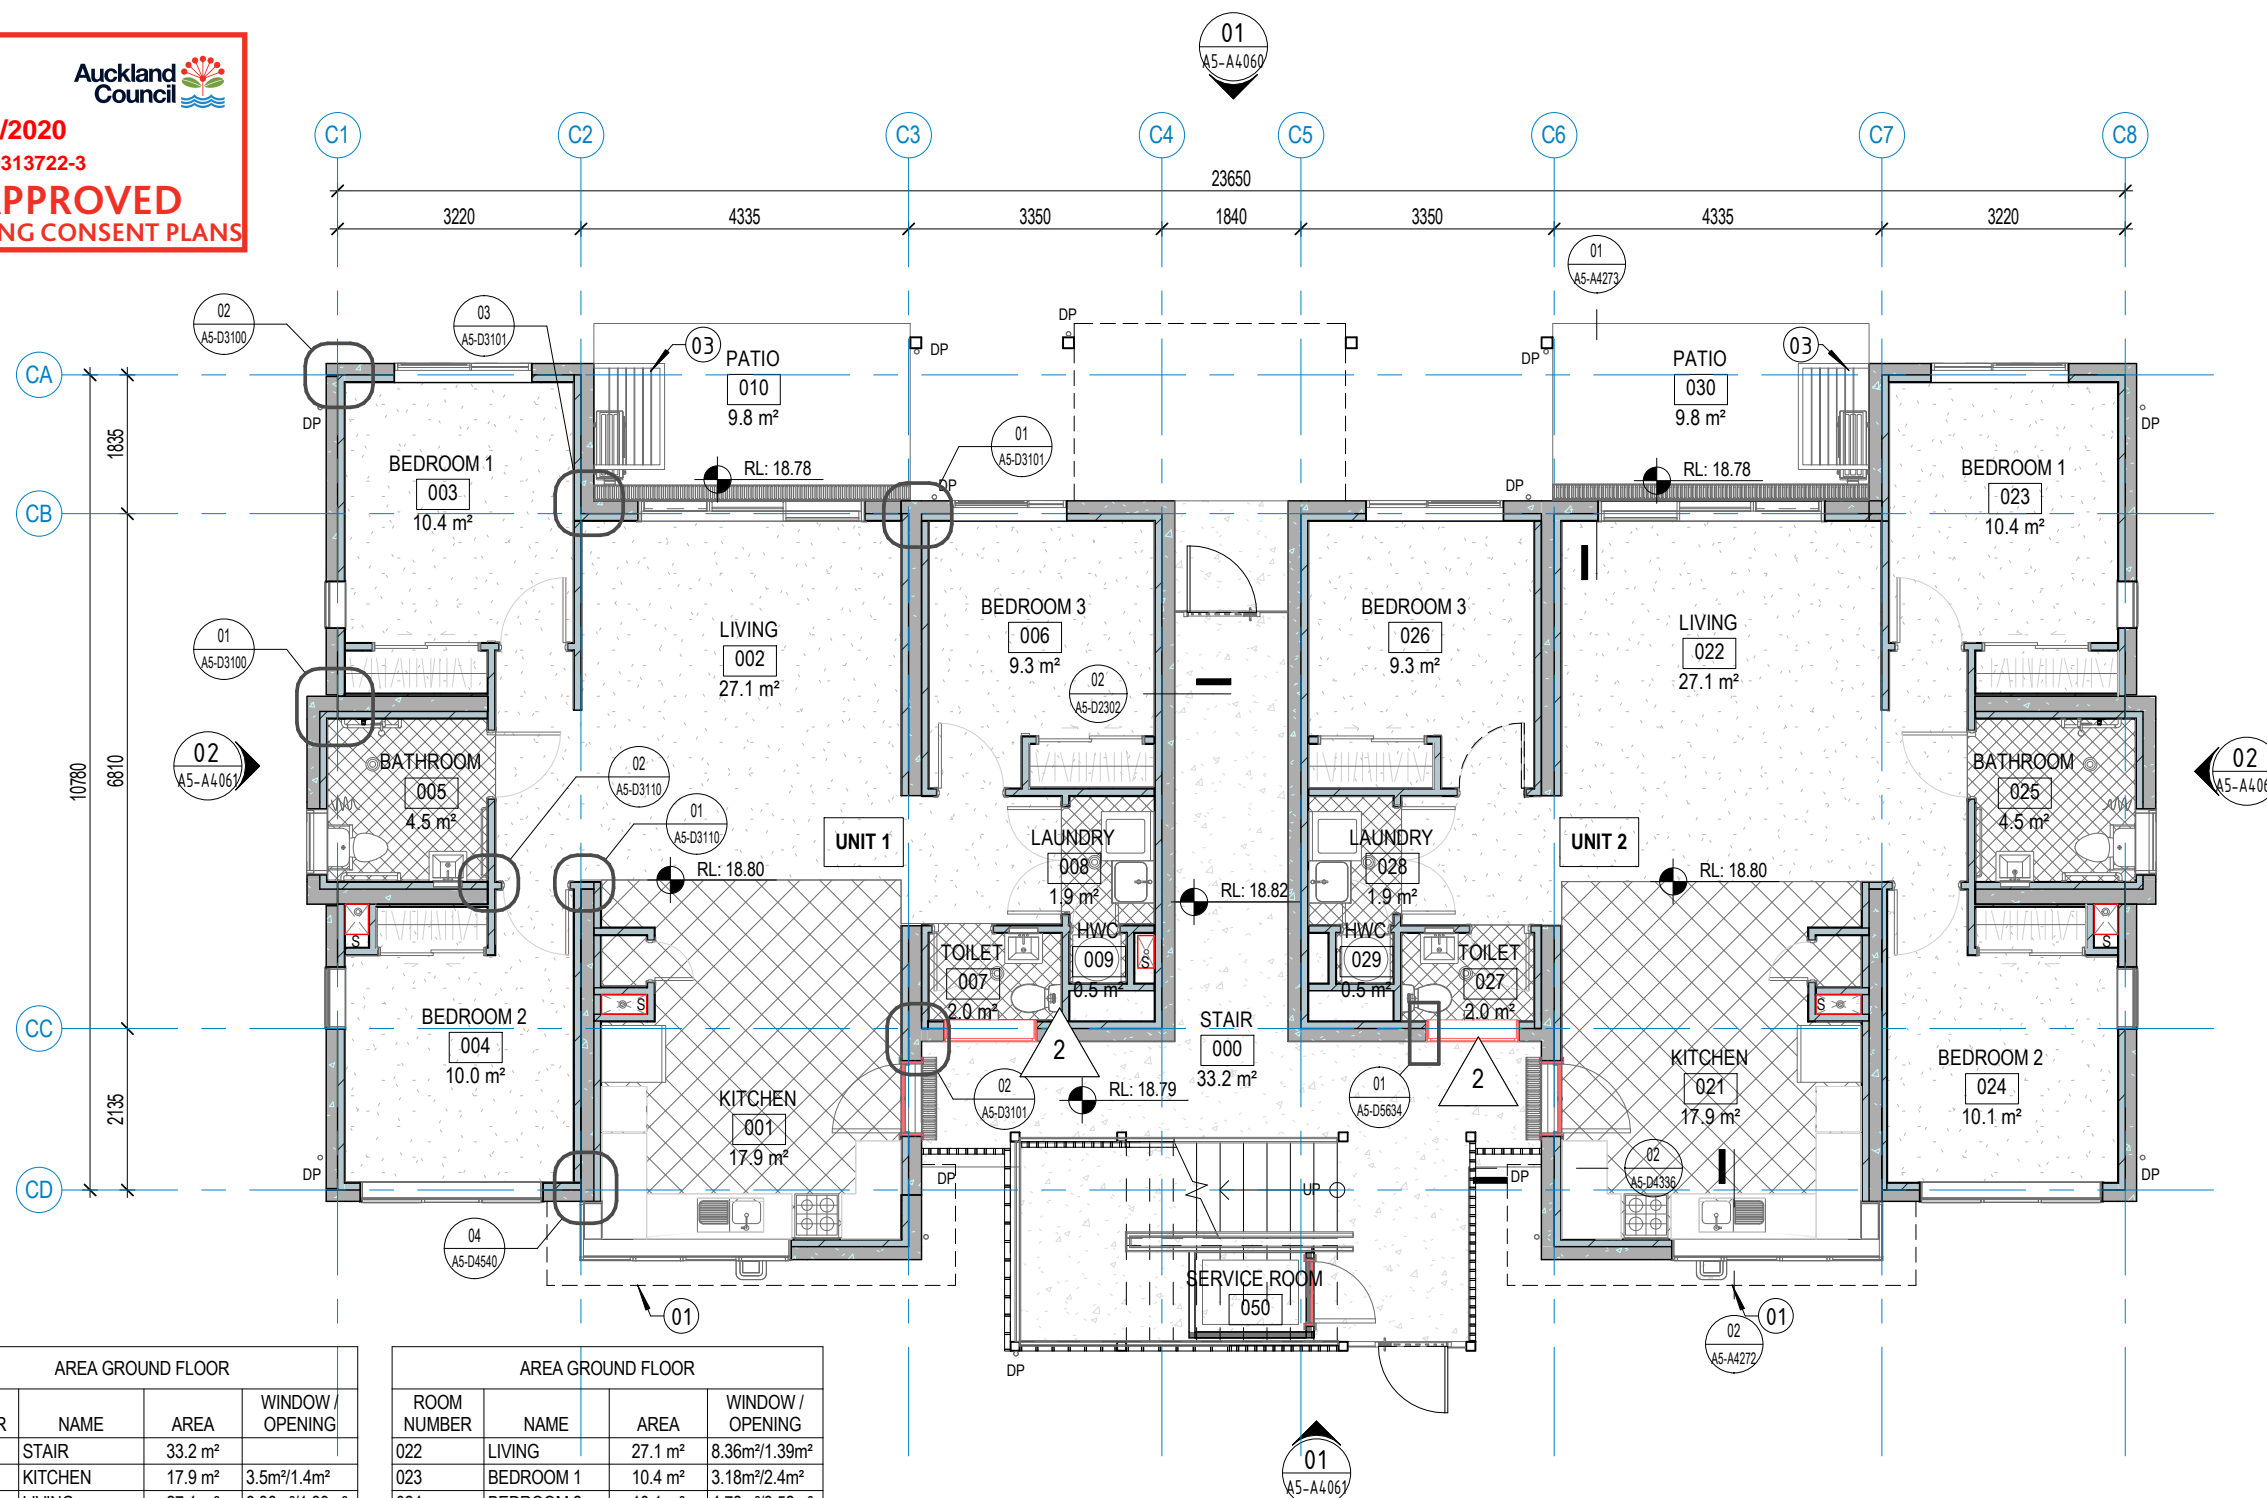 Auckland
Council
/2020
313722-3
APPROVED
NG CONSENT PLANS
01
A5-A4060
C1
C2
C3
C4
C5
C6
C7
C8
23650
3220
4335
3350
1840
3350
4335
3220
01
A5-A4273
02
A5-D3100
03
A5-D3101
DP
03
PATIO
010
9.8 m²
DP
DP
PATIO
030
9.8 m²
03
CA
DP
DP
1835
BEDROOM 1
003
10.4 m²
01
A5-D3101
RL: 18.78
DP
DP
RL: 18.78
BEDROOM 1
023
10.4 m²
CB
01
A5-D3100
LIVING
002
27.1 m²
BEDROOM 3
006
9.3 m²
02
A5-D2302
BEDROOM 3
026
9.3 m²
LIVING
022
27.1 m²
10780
6810
02
A5-A4061
BATHROOM
005
4.5 m²
02
A5-D3110
01
A5-D3110
UNIT 1
LAUNDRY
008
1.9 m²
LAUNDRY
028
1.9 m²
UNIT 2
BATHROOM
025
4.5 m²
02
A5-A406
RL: 18.80
RL: 18.82
RL: 18.80
S
TOILET
007
2.0 m²
HWC
009
0.5 m²
S
HWC
029
0.5 m²
TOILET
027
2.0 m²
S
S
S
CC
BEDROOM 2
004
10.0 m²
STAIR
000
33.2 m²
2
2
KITCHEN
021
17.9 m²
BEDROOM 2
024
10.1 m²
2135
KITCHEN
001
17.9 m²
02
A5-D3101
RL: 18.79
01
A5-D5634
02
A5-D4336
CD
DP
DP
UP
DP
DP
04
A5-D4540
SERVICE ROOM
050
01
01
02
A5-A4272
DP
01
A5-A4061
AREA GROUND FLOOR
R NAME AREA WINDOW / OPENING
STAIR 33.2 m²
KITCHEN 17.9 m² 3.5m²/1.4m²
AREA GROUND FLOOR
ROOM NUMBER NAME AREA WINDOW / OPENING
022 LIVING 27.1 m² 8.36m²/1.39m²
023 BEDROOM 1 10.4 m² 3.18m²/2.4m²